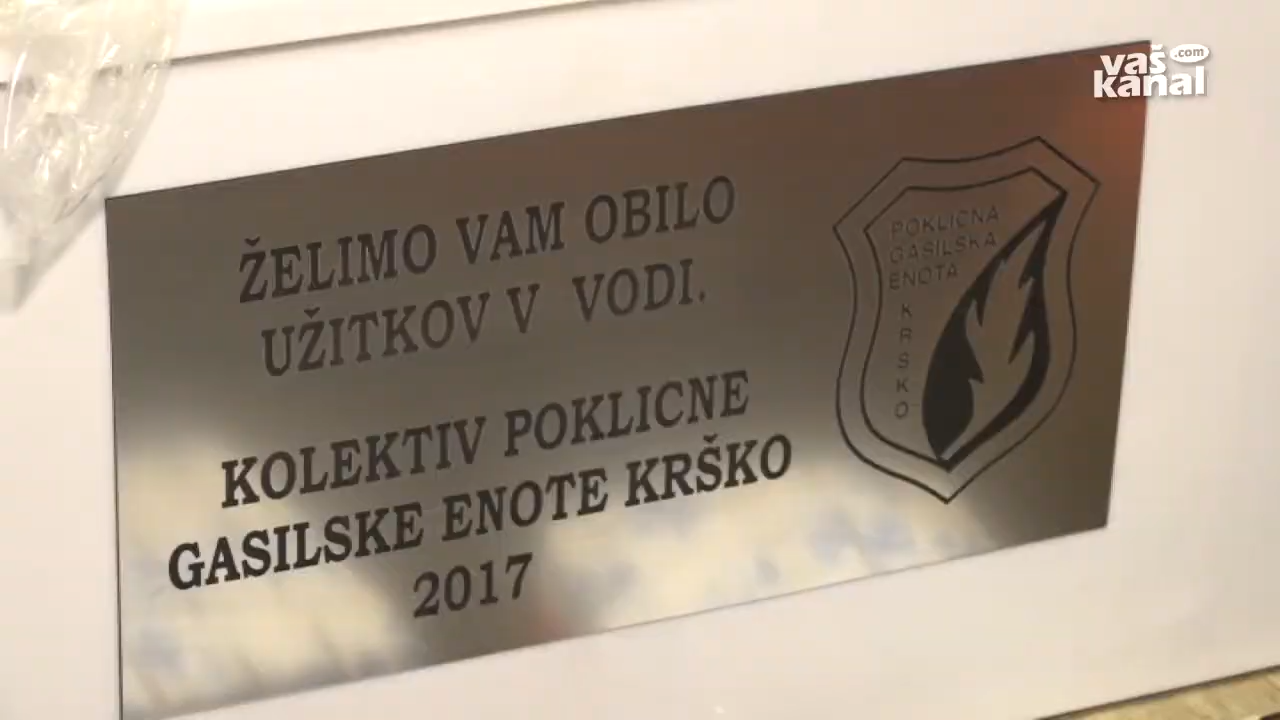 vaš .com
kanal
ŽELIMO VAM OBILO
UŽITKOV V VODI.
KOLEKTIV POKLICNE
GASILSKE ENOTE KRŠKO
2017
POKLICNA
GASILSKA
ENOTA
KRŠKO